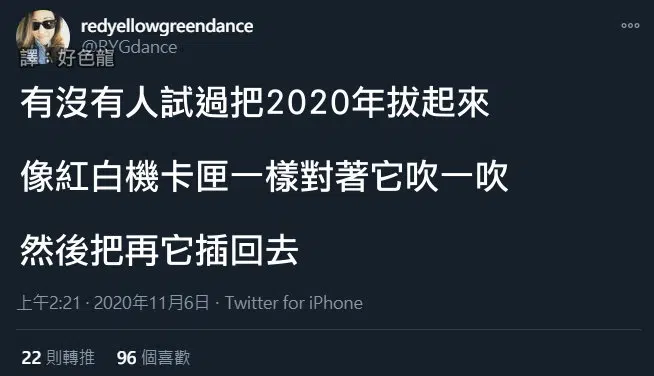 redyellowgreendance
@RYGdance
譯：好色龍
有沒有人試過把2020年拔起來
像紅白機卡匣一樣對著它吹一吹
然後把再它插回去
上午2:21 · 2020年11月6日 · Twitter for iPhone
22 則轉推 96 個喜歡